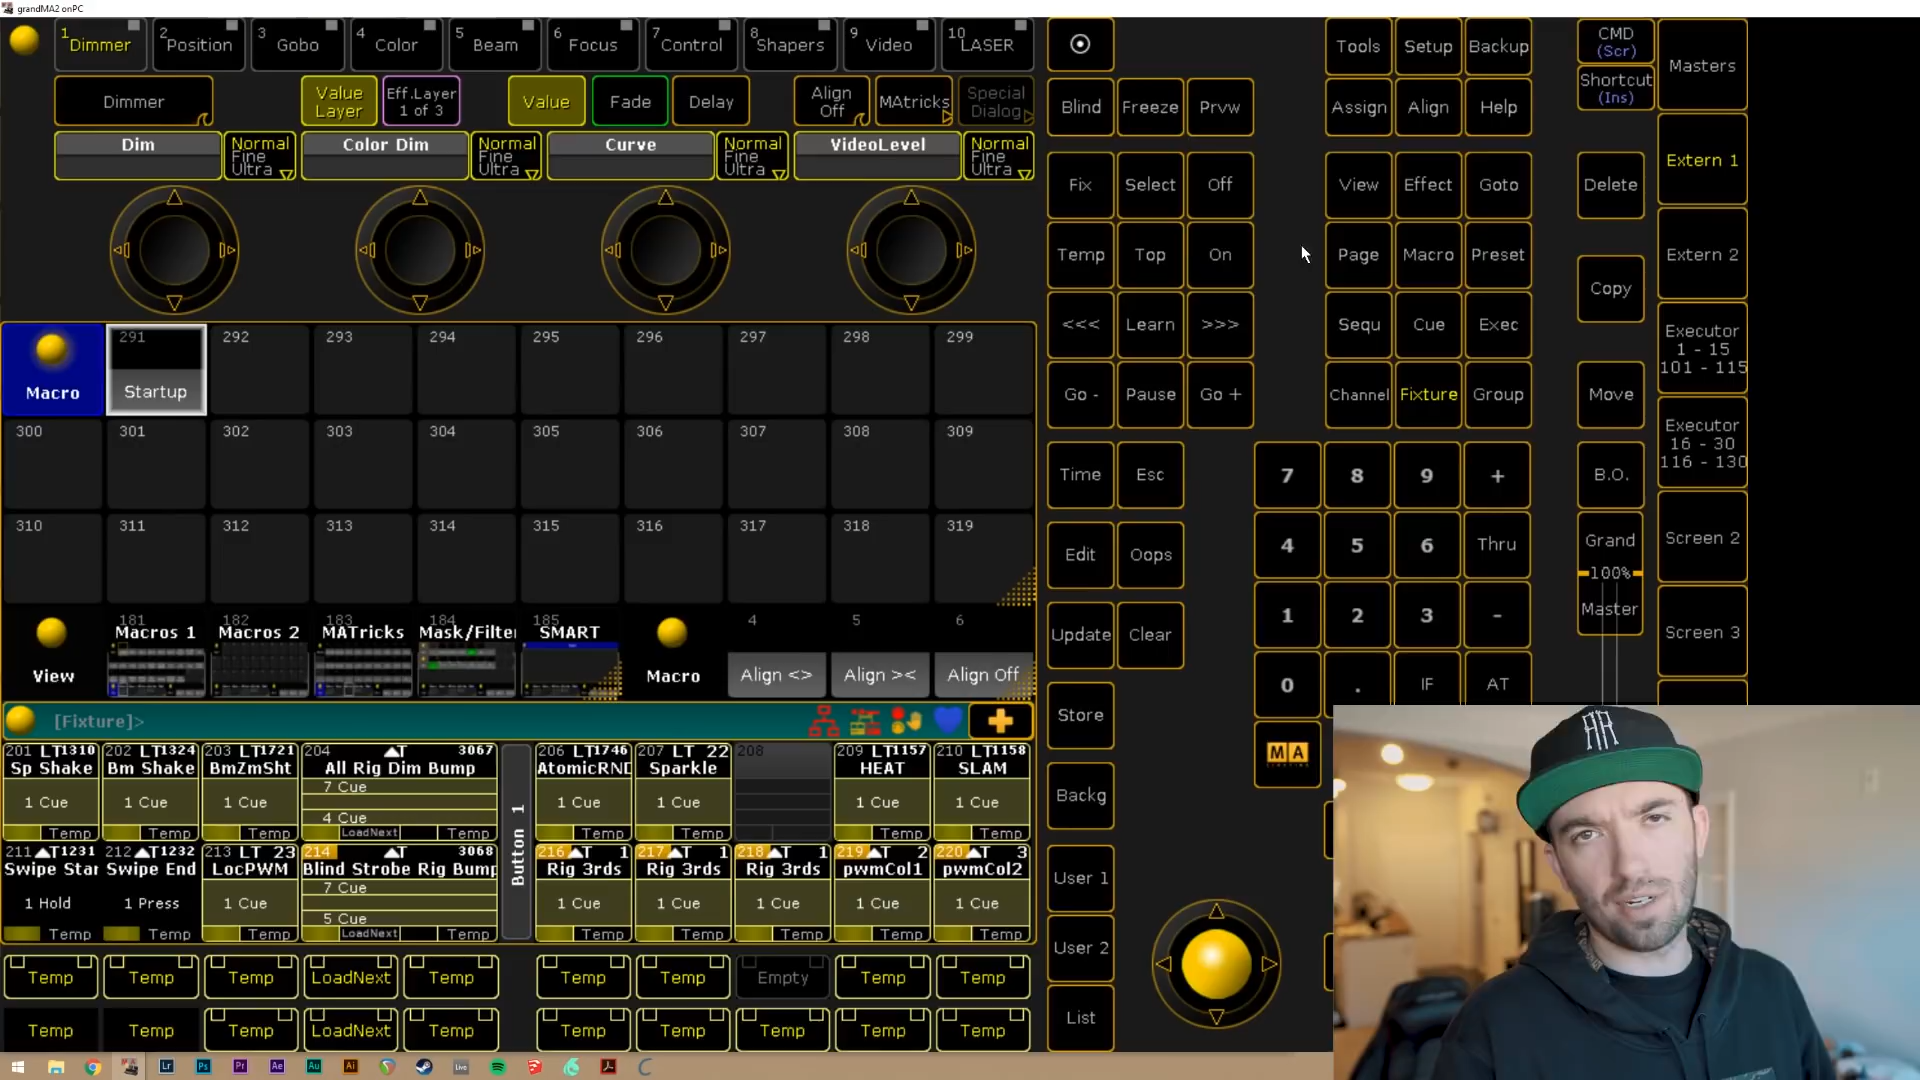 grandMA2 onPC
1 Dimmer
2 Position
3 Gobo
4 Color
5 Beam
6 Focus
7 Control
8 Shapers
9 Video
10 LASER
Dimmer
Value Layer
Eff.Layer 1 of 3
Value
Fade
Delay
Align Off
MAtricks
Special Dialog
Dim
Normal Fine Ultra
Color Dim
Normal Fine Ultra
Curve
Normal Fine Ultra
VideoLevel
Normal Fine Ultra
Macro
291 Startup
292
293
294
295
296
297
298
299
300
301
302
303
304
305
306
307
308
309
310
311
312
313
314
315
316
317
318
319
View
181 Macros 1
182 Macros 2
183 MATricks
184 Mask/Filte
185 SMART
Macro
4 Align <>
5 Align ><
6 Align Off
[Fixture]>
201 LT1310
Sp Shake
1 Cue
Temp
202 LT1324
Bm Shake
1 Cue
Temp
203 LT1721
BmZmSht
1 Cue
Temp
204 T 3067
All Rig Dim Bump
7 Cue
4 Cue
LoadNext Temp
Button 1
206 LT1746
AtomicRND
1 Cue
Temp
207 LT 22
Sparkle
1 Cue
Temp
208
209 LT1157
HEAT
1 Cue
Temp
210 LT1158
SLAM
1 Cue
Temp
211 T1231
Swipe Star
1 Hold
Temp
212 T1232
Swipe End
1 Press
Temp
213 LT 23
LocPWM
1 Cue
Temp
214 T 3068
Blind Strobe Rig Bump
7 Cue
5 Cue
LoadNext Temp
216 T 1
Rig 3rds
1 Cue
Temp
217 T 1
Rig 3rds
1 Cue
Temp
218 T 1
Rig 3rds
1 Cue
Temp
219 T 2
pwmCol1
1 Cue
Temp
220 T 3
pwmCol2
1 Cue
Temp
Temp Temp Temp LoadNext Temp Temp Temp Empty Temp Temp
Temp Temp Temp LoadNext Temp Temp Temp Temp Temp Temp
Blind Freeze Prvw
Fix Select Off
Temp Top On
<<< Learn >>>
Go - Pause Go +
Time Esc
Edit Oops
Update Clear
Store
Backg
User 1
User 2
List
Tools Setup Backup
Assign Align Help
View Effect Goto
Page Macro Preset
Sequ Cue Exec
Channel Fixture Group
7 8 9 +
4 5 6 Thru
1 2 3 -
0 . IF AT
MA
CMD
(Scr)
Shortcut
(Ins)
Delete
Copy
Move
B.O.
Grand
100%
Master
Masters
Extern 1
Extern 2
Executor
1 - 15
101 - 115
Executor
16 - 30
116 - 130
Screen 2
Screen 3
Lr Ps Pr Ae Au Ai Live